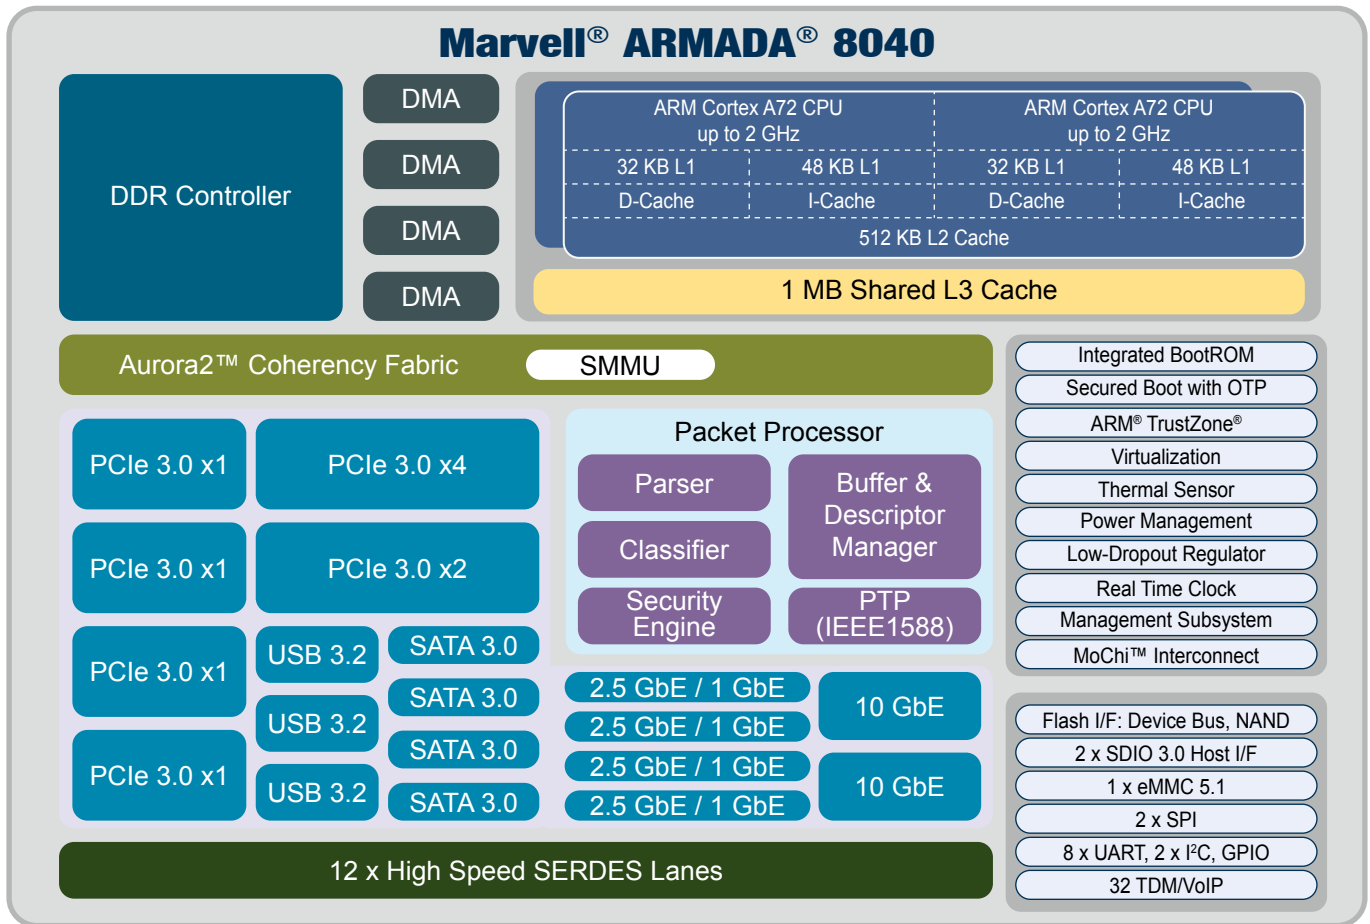 Marvell® ARMADA® 8040
DDR Controller
DMA
DMA
DMA
DMA
ARM Cortex A72 CPU
up to 2 GHz
ARM Cortex A72 CPU
up to 2 GHz
32 KB L1
48 KB L1
32 KB L1
48 KB L1
D-Cache
I-Cache
D-Cache
I-Cache
512 KB L2 Cache
1 MB Shared L3 Cache
Aurora2™ Coherency Fabric
SMMU
PCIe 3.0 x1
PCIe 3.0 x4
PCIe 3.0 x1
PCIe 3.0 x2
PCIe 3.0 x1
PCIe 3.0 x1
USB 3.2
USB 3.2
USB 3.2
SATA 3.0
SATA 3.0
SATA 3.0
SATA 3.0
Packet Processor
Parser
Classifier
Security
Engine
Buffer &
Descriptor
Manager
PTP
(IEEE1588)
2.5 GbE / 1 GbE
2.5 GbE / 1 GbE
2.5 GbE / 1 GbE
2.5 GbE / 1 GbE
10 GbE
10 GbE
12 x High Speed SERDES Lanes
Integrated BootROM
Secured Boot with OTP
ARM® TrustZone®
Virtualization
Thermal Sensor
Power Management
Low-Dropout Regulator
Real Time Clock
Management Subsystem
MoChi™ Interconnect
Flash I/F: Device Bus, NAND
2 x SDIO 3.0 Host I/F
1 x eMMC 5.1
2 x SPI
8 x UART, 2 x I²C, GPIO
32 TDM/VoIP